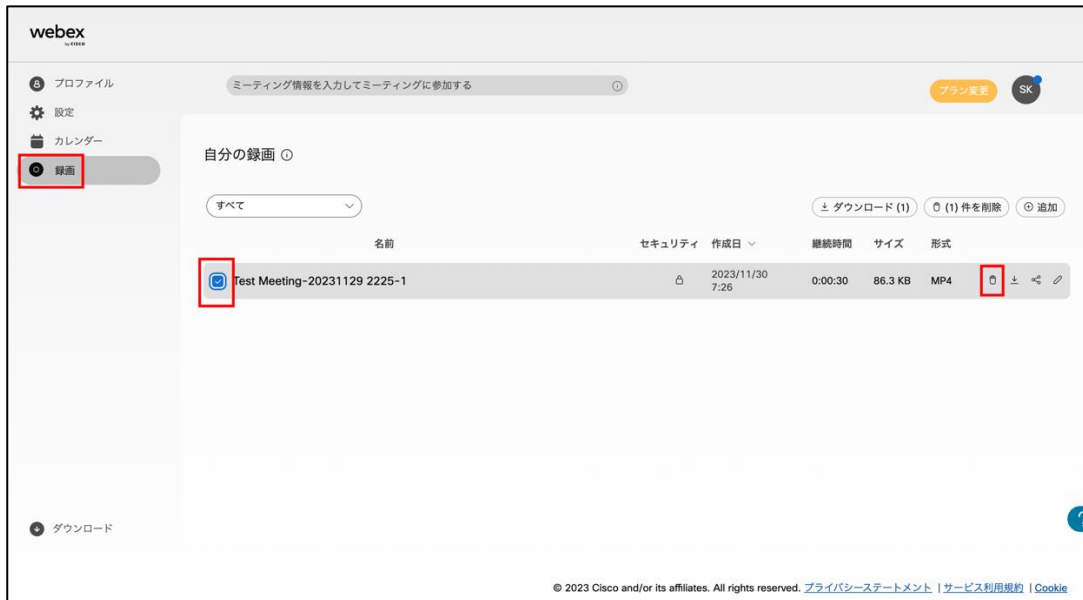 webex
by CISCO
プロファイル
ミーティング情報を入力してミーティングに参加する
プラン変更
SK
設定
カレンダー
録画
自分の録画
すべて
ダウンロード (1)
(1) 件を削除
追加
名前
セキュリティ
作成日
継続時間
サイズ
形式
Test Meeting-20231129 2225-1
2023/11/30
7:26
0:00:30
86.3 KB
MP4
ダウンロード
?
© 2023 Cisco and/or its affiliates. All rights reserved. プライバシーステートメント | サービス利用規約 | Cookie